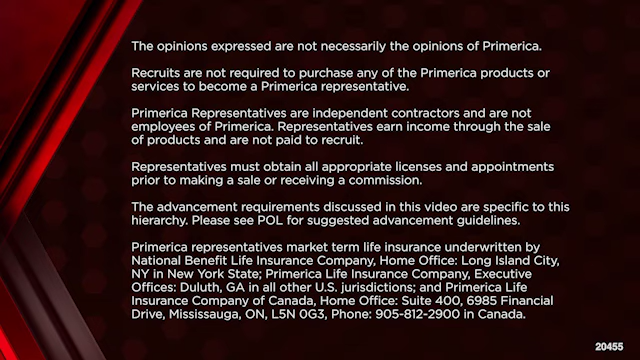 The opinions expressed are not necessarily the opinions of Primerica.
Recruits are not required to purchase any of the Primerica products or
services to become a Primerica representative.
Primerica Representatives are independent contractors and are not
employees of Primerica. Representatives earn income through the sale
of products and are not paid to recruit.
Representatives must obtain all appropriate licenses and appointments
prior to making a sale or receiving a commission.
The advancement requirements discussed in this video are specific to this
hierarchy. Please see POL for suggested advancement guidelines.
Primerica representatives market term life insurance underwritten by
National Benefit Life Insurance Company, Home Office: Long Island City,
NY in New York State; Primerica Life Insurance Company, Executive
Offices: Duluth, GA in all other U.S. jurisdictions; and Primerica Life
Insurance Company of Canada, Home Office: Suite 400, 6985 Financial
Drive, Mississauga, ON, L5N 0G3, Phone: 905-812-2900 in Canada.
20455